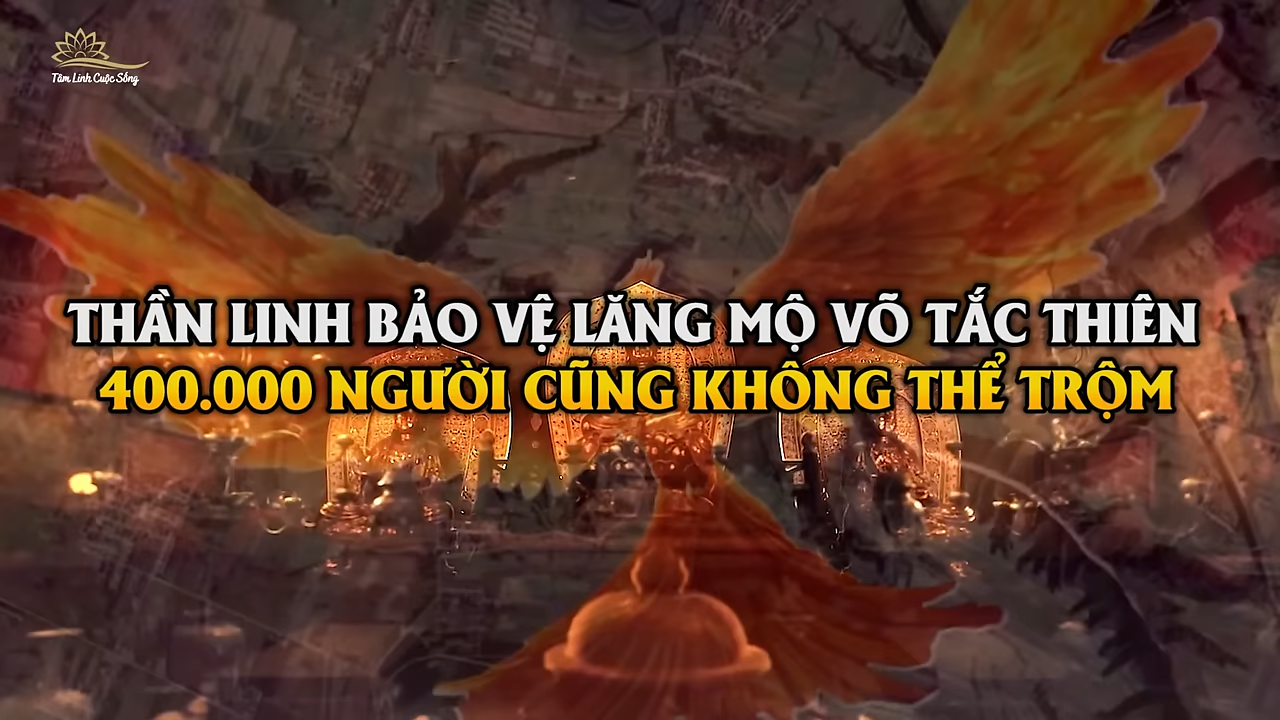 Tâm Linh Cuộc Sống
THẦN LINH BẢO VỆ LĂNG MỘ VÕ TẮC THIÊN
400.000 NGƯỜI CŨNG KHÔNG THỂ TRỘM